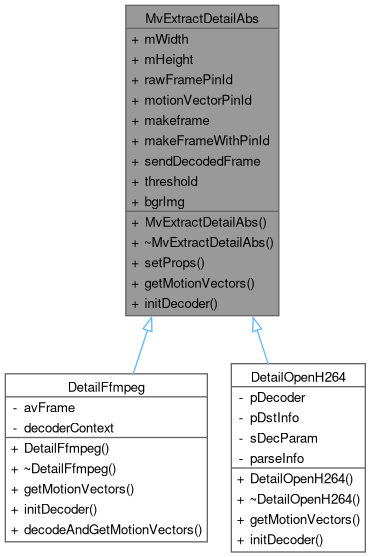 MvExtractDetailAbs
+ mWidth
+ mHeight
+ rawFramePinId
+ motionVectorPinId
+ makeframe
+ makeFrameWithPinId
+ sendDecodedFrame
+ threshold
+ bgrImg
+ MvExtractDetailAbs()
+ ~MvExtractDetailAbs()
+ setProps()
+ getMotionVectors()
+ initDecoder()
DetailFfmpeg
- avFrame
- decoderContext
+ DetailFfmpeg()
+ ~DetailFfmpeg()
+ getMotionVectors()
+ initDecoder()
+ decodeAndGetMotionVectors()
DetailOpenH264
- pDecoder
- pDstInfo
- sDecParam
- parseInfo
+ DetailOpenH264()
+ ~DetailOpenH264()
+ getMotionVectors()
+ initDecoder()